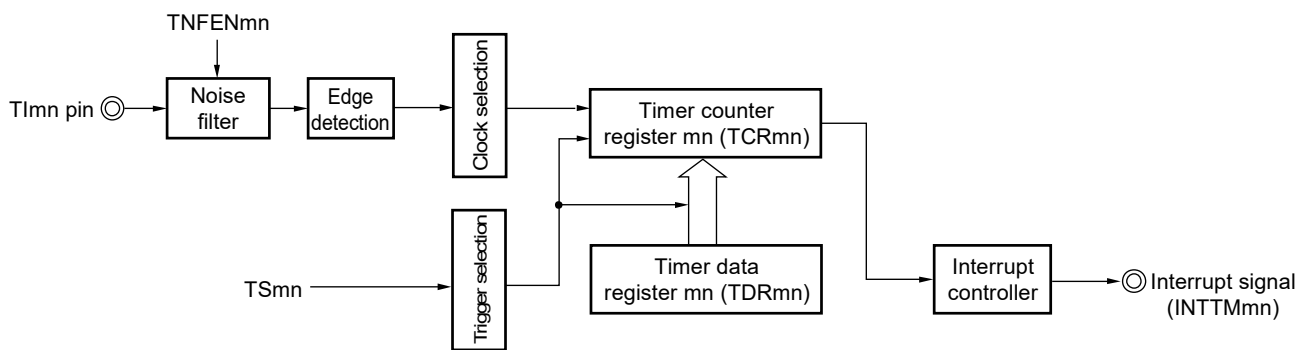 TNFENmn
TImn pin
Noise
filter
Edge
detection
Clock selection
Timer counter
register mn (TCRmn)
TSmn
Trigger selection
Timer data
register mn (TDRmn)
Interrupt
controller
Interrupt signal
(INTTMmn)